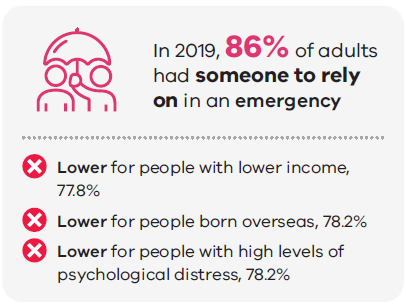 In 2019, 86% of adults
had someone to rely
on in an emergency
Lower for people with lower income,
77.8%
Lower for people born overseas, 78.2%
Lower for people with high levels of
psychological distress, 78.2%